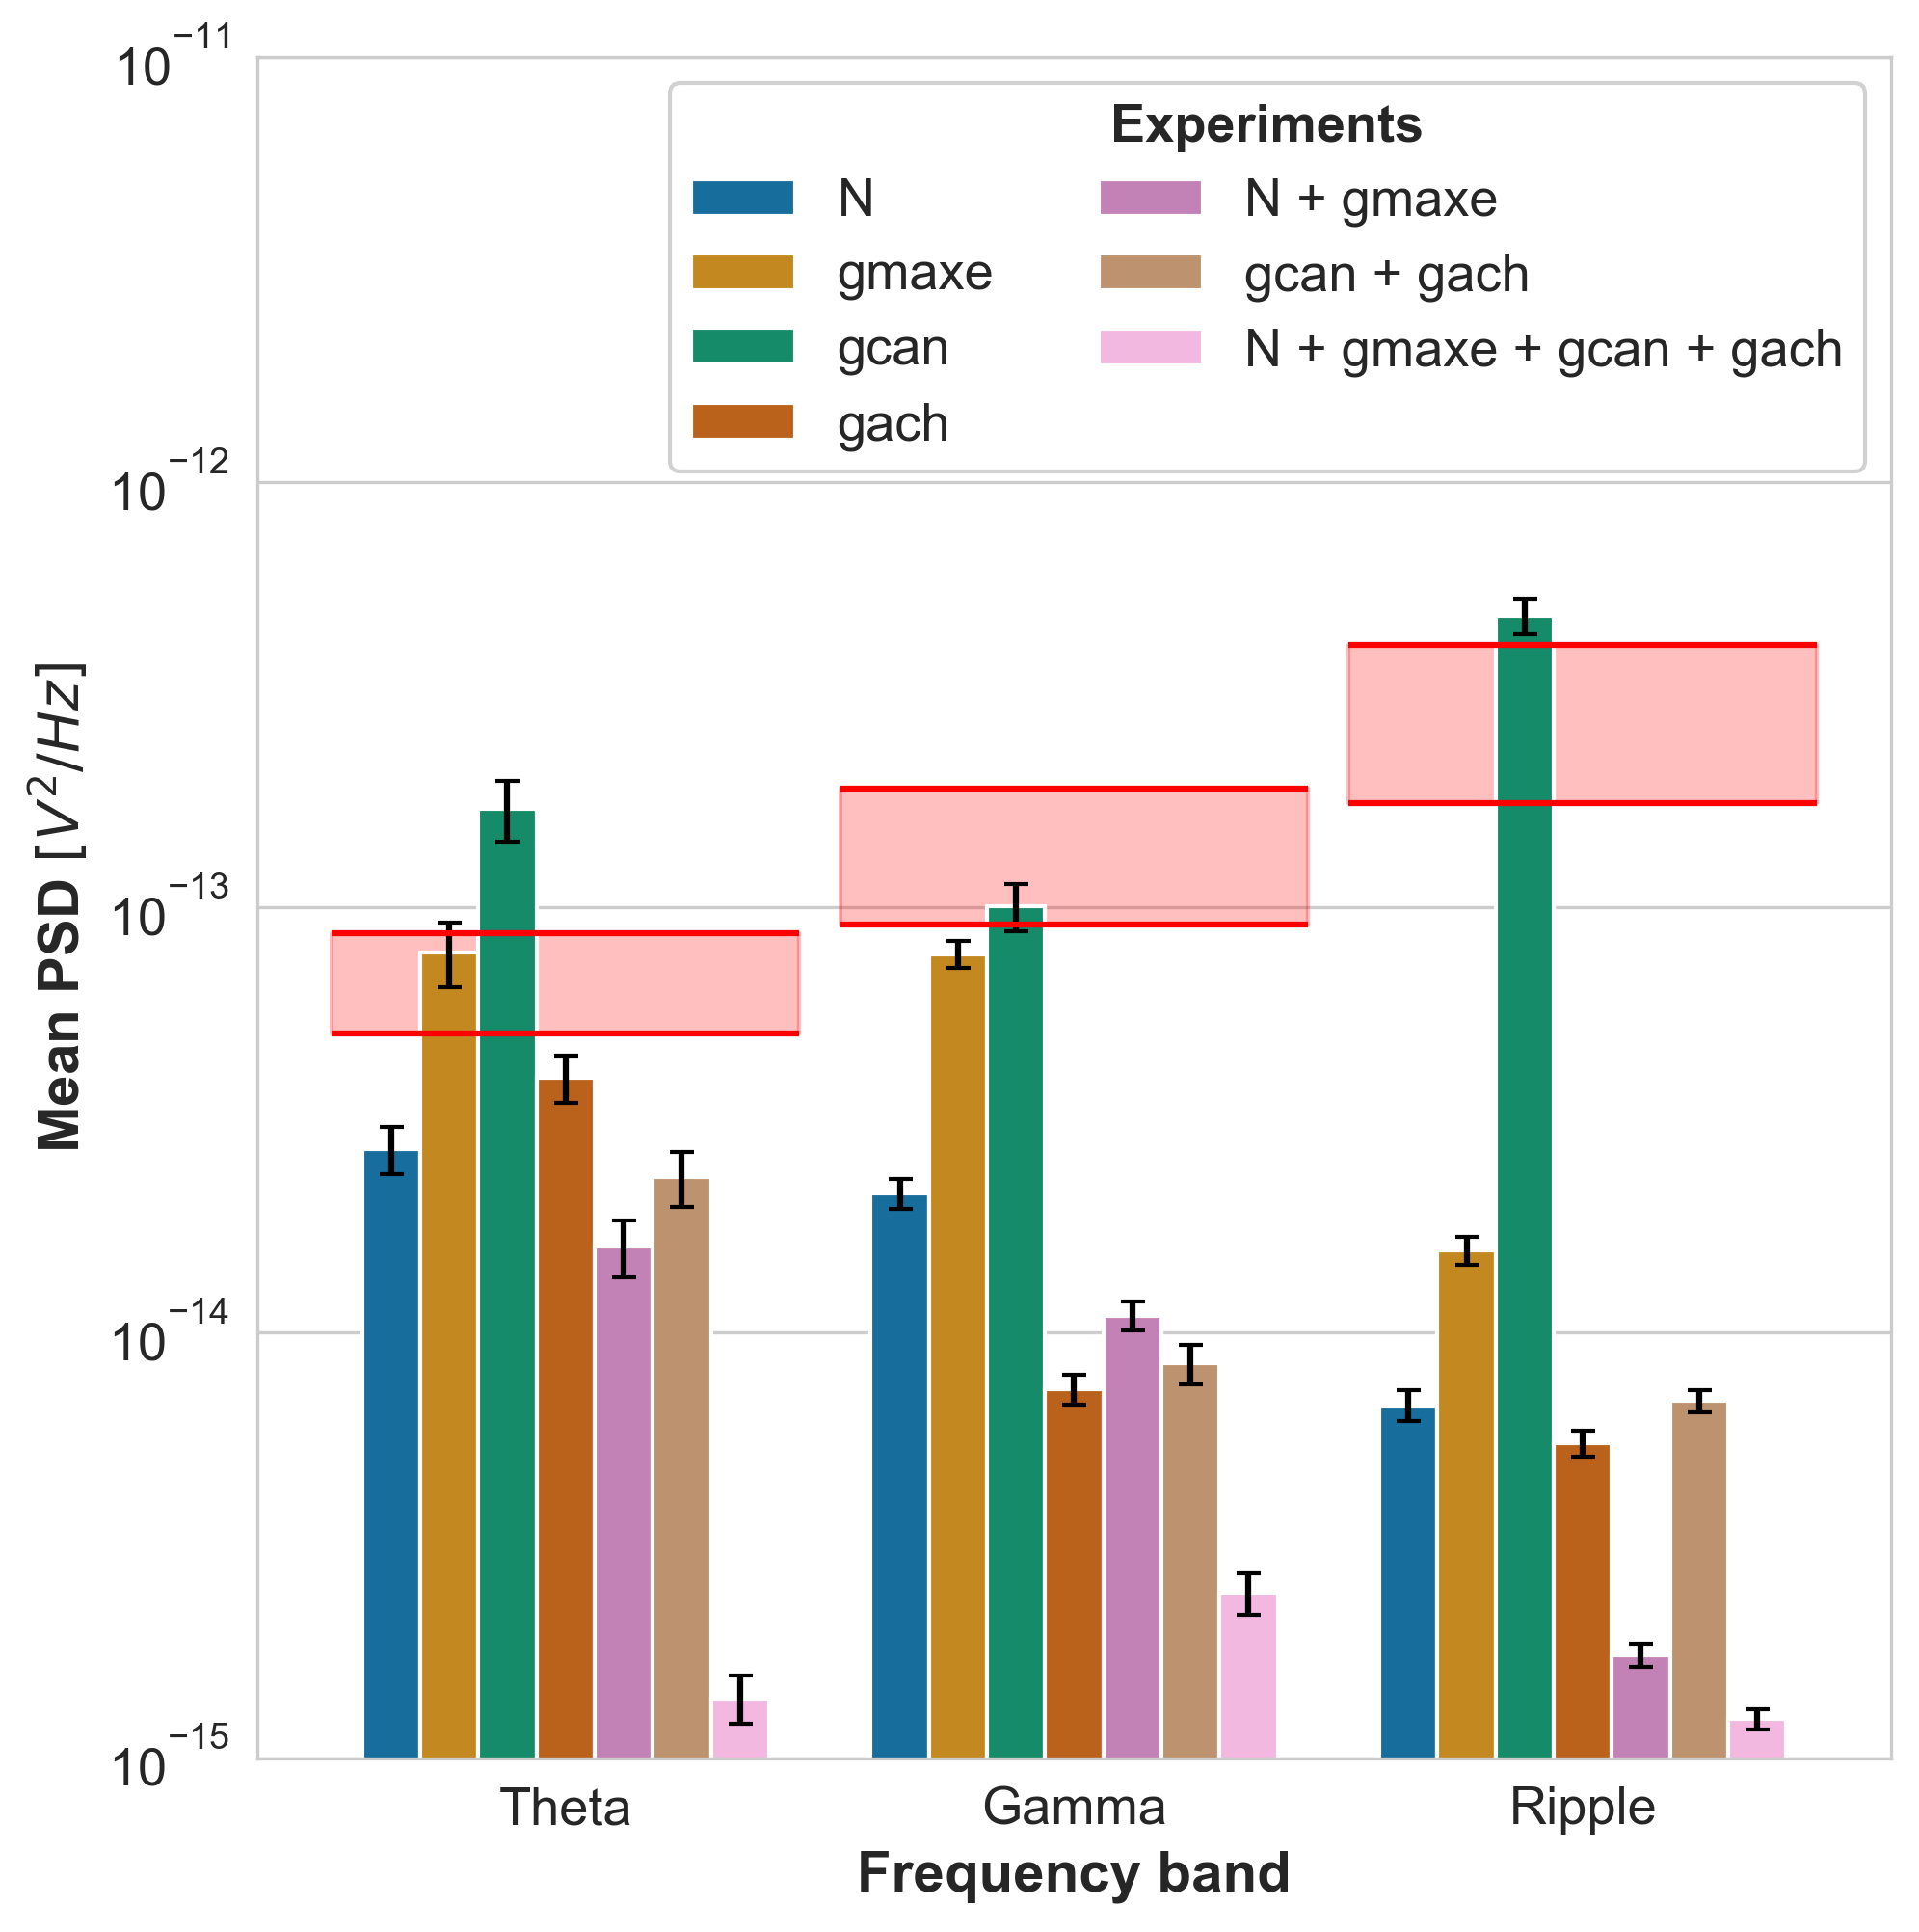 10⁻¹¹
Experiments
N
gmaxe
gcan
gach
N + gmaxe
gcan + gach
N + gmaxe + gcan + gach
10⁻¹²
10⁻¹³
10⁻¹⁴
10⁻¹⁵
Mean PSD [V²/Hz]
Theta
Gamma
Ripple
Frequency band